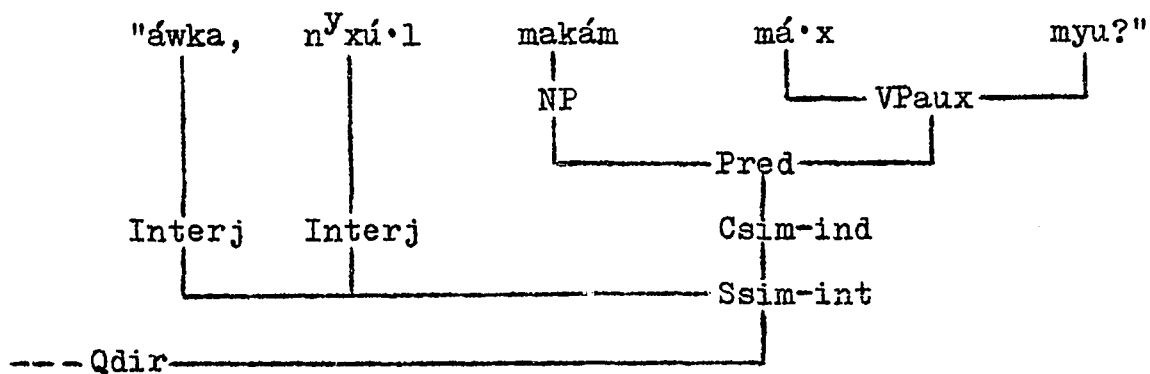 "áwka, nʸxú·l makám má·x myu?"
NP VPaux
Pred
Interj Interj Csim-ind
Ssim-int
---Qdir